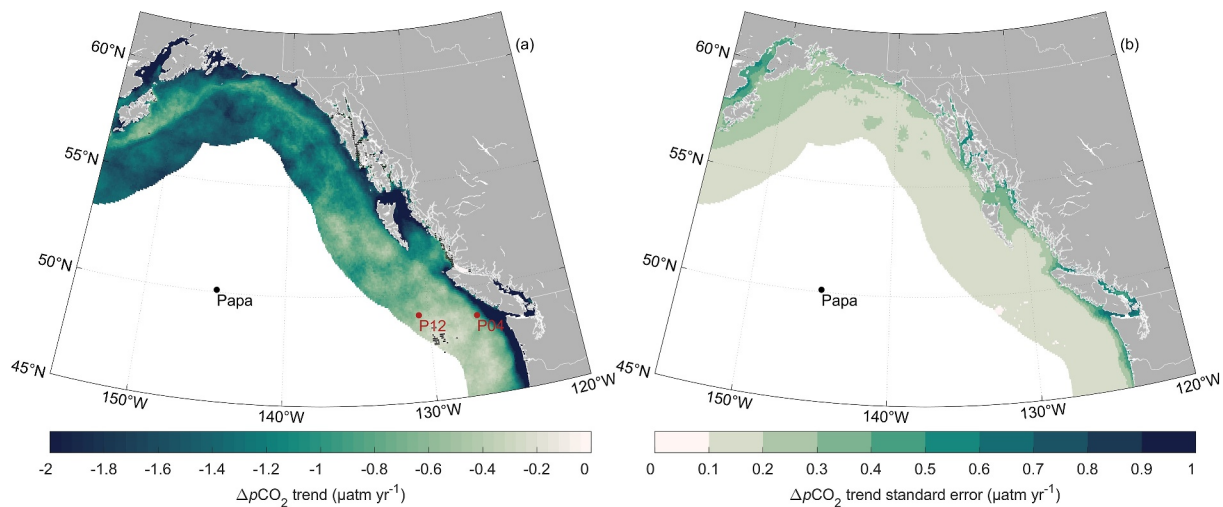 (a)
60°N
55°N
50°N
45°N
Papa
P12
P04
150°W
140°W
130°W
120°W
-2 -1.8 -1.6 -1.4 -1.2 -1 -0.8 -0.6 -0.4 -0.2 0
ΔpCO₂ trend (μatm yr⁻¹)
(b)
60°N
55°N
50°N
45°N
Papa
150°W
140°W
130°W
120°W
0 0.1 0.2 0.3 0.4 0.5 0.6 0.7 0.8 0.9 1
ΔpCO₂ trend standard error (μatm yr⁻¹)